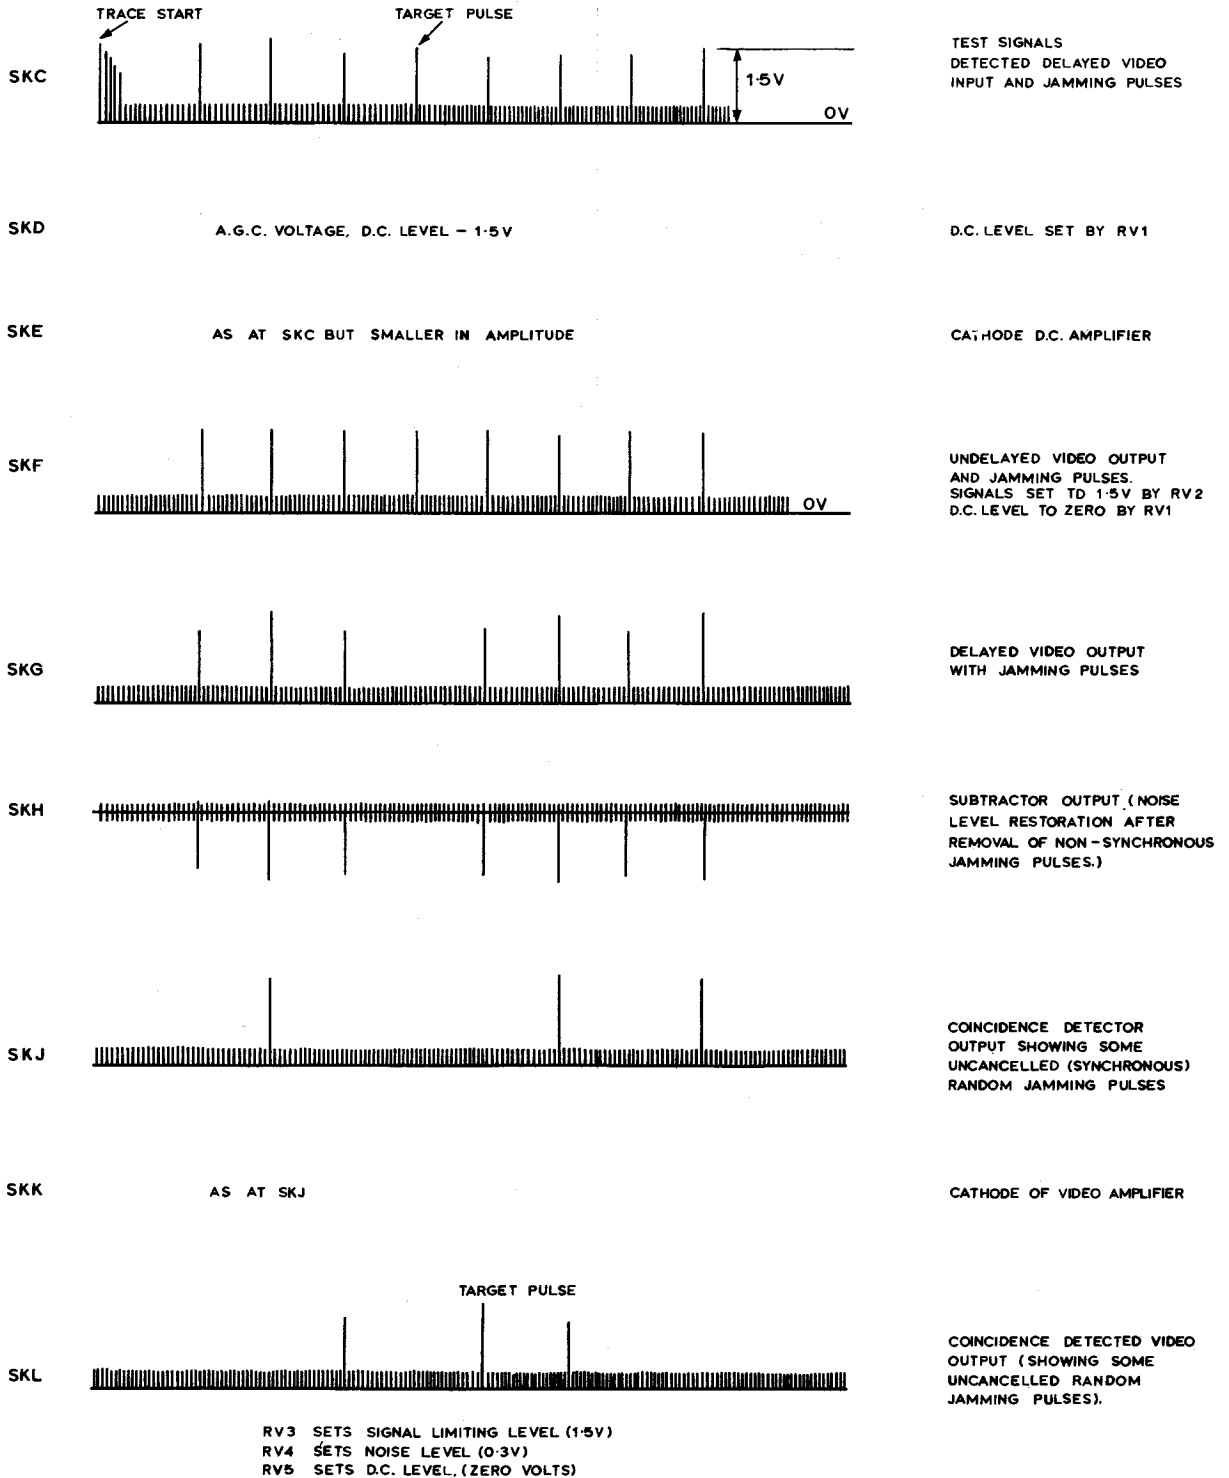 TRACE START
TARGET PULSE
SKC
1·5V
0V
TEST SIGNALS
DETECTED DELAYED VIDEO
INPUT AND JAMMING PULSES
SKD
A.G.C. VOLTAGE, D.C. LEVEL - 1·5V
D.C. LEVEL SET BY RV1
SKE
AS AT SKC BUT SMALLER IN AMPLITUDE
CATHODE D.C. AMPLIFIER
SKF
0V
UNDELAYED VIDEO OUTPUT
AND JAMMING PULSES.
SIGNALS SET TD 1·5V BY RV2
D.C. LEVEL TO ZERO BY RV1
SKG
DELAYED VIDEO OUTPUT
WITH JAMMING PULSES
SKH
SUBTRACTOR OUTPUT (NOISE
LEVEL RESTORATION AFTER
REMOVAL OF NON-SYNCHRONOUS
JAMMING PULSES.)
SKJ
COINCIDENCE DETECTOR
OUTPUT SHOWING SOME
UNCANCELLED (SYNCHRONOUS)
RANDOM JAMMING PULSES
SKK
AS AT SKJ
CATHODE OF VIDEO AMPLIFIER
TARGET PULSE
SKL
COINCIDENCE DETECTED VIDEO
OUTPUT (SHOWING SOME
UNCANCELLED RANDOM
JAMMING PULSES).
RV3 SETS SIGNAL LIMITING LEVEL (1·5V)
RV4 SETS NOISE LEVEL (0·3V)
RV5 SETS D.C. LEVEL, (ZERO VOLTS)